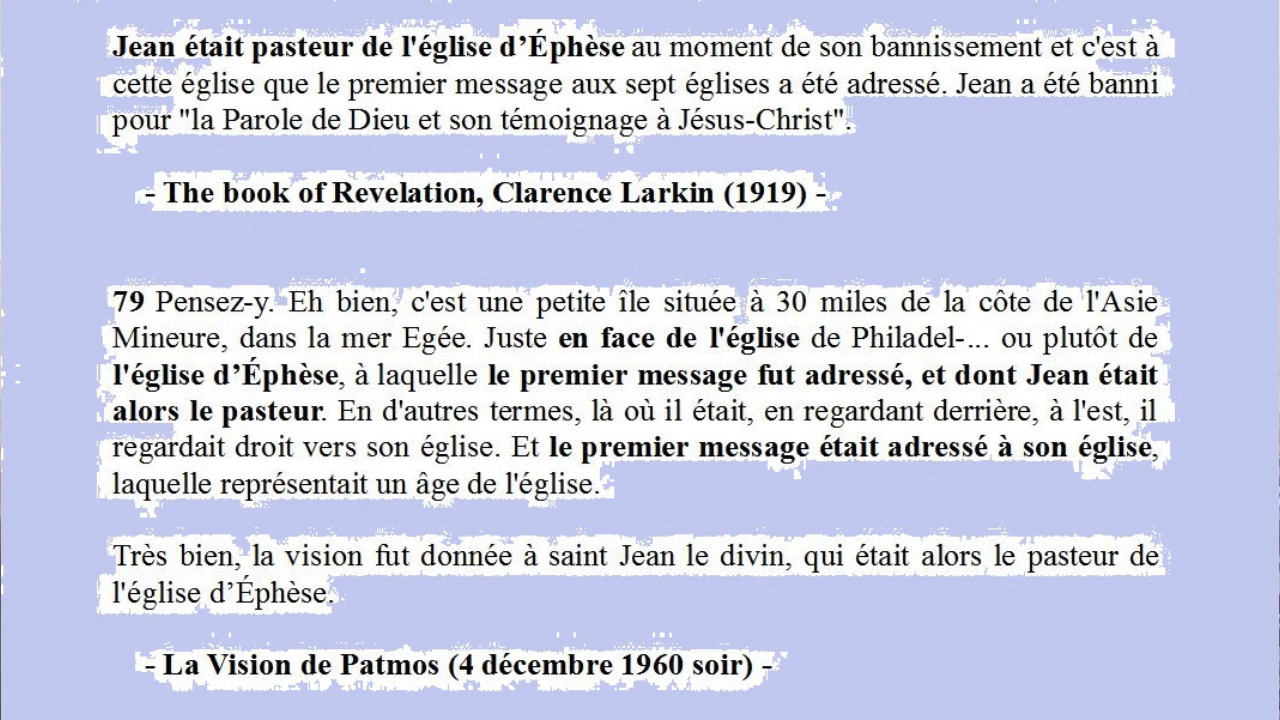 Jean était pasteur de l'église d’Éphèse au moment de son bannissement et c'est à
cette église que le premier message aux sept églises a été adressé. Jean a été banni
pour "la Parole de Dieu et son témoignage à Jésus-Christ".
- The book of Revelation, Clarence Larkin (1919) -
79 Pensez-y. Eh bien, c'est une petite île située à 30 miles de la côte de l'Asie
Mineure, dans la mer Egée. Juste en face de l'église de Philadel-... ou plutôt de
l'église d’Éphèse, à laquelle le premier message fut adressé, et dont Jean était
alors le pasteur. En d'autres termes, là où il était, en regardant derrière, à l'est, il
regardait droit vers son église. Et le premier message était adressé à son église,
laquelle représentait un âge de l'église.
Très bien, la vision fut donnée à saint Jean le divin, qui était alors le pasteur de
l'église d’Éphèse.
- La Vision de Patmos (4 décembre 1960 soir) -